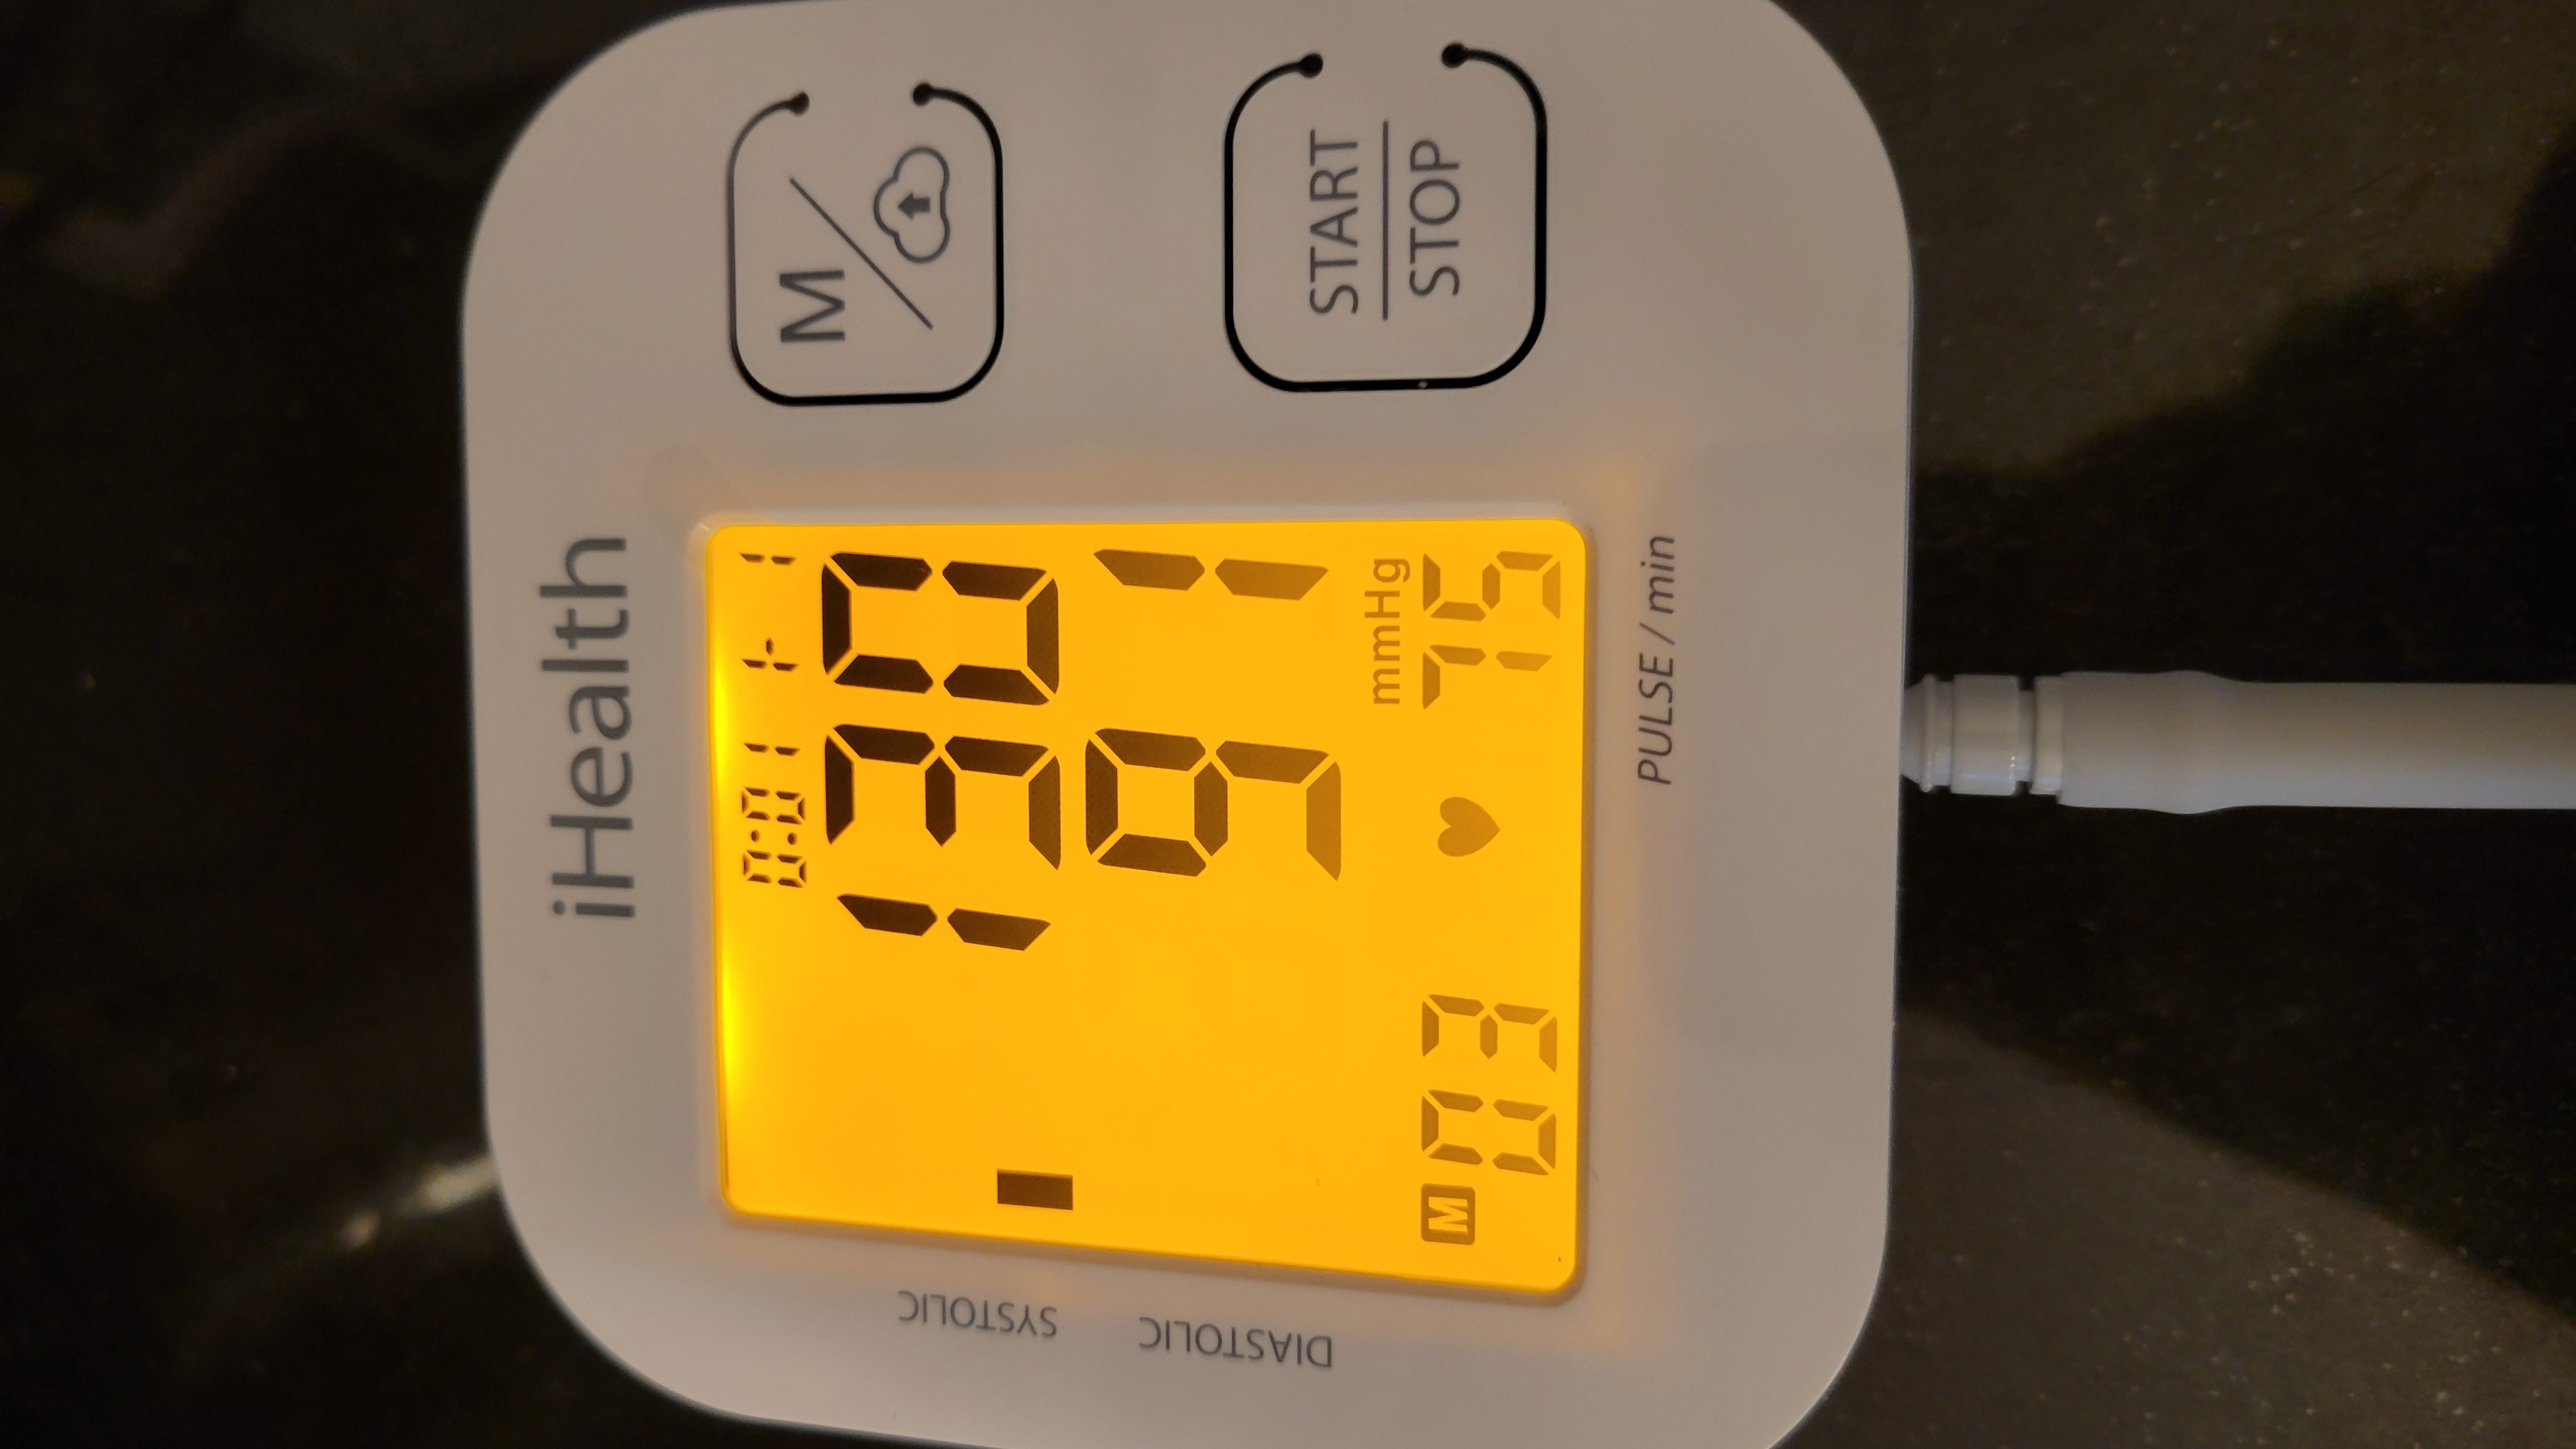 iHealth
0:01 1- 1
SYSTOLIC
130
DIASTOLIC
91
mmHg
M 03 75
PULSE / min
M
START
STOP